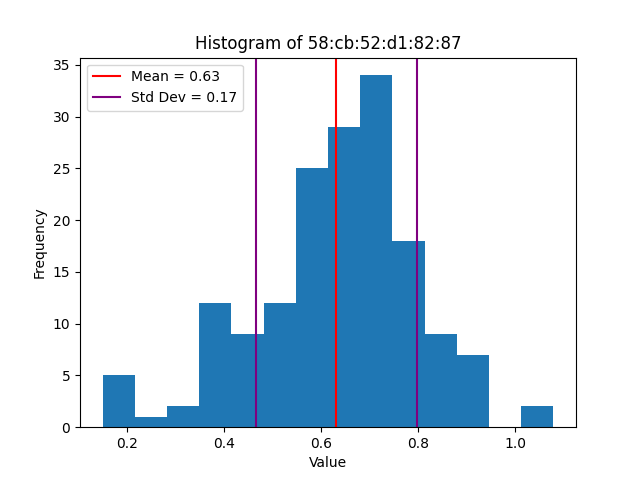 Histogram of 58:cb:52:d1:82:87
Mean = 0.63
Std Dev = 0.17
35
30
25
20
15
10
5
0
Frequency
0.2 0.4 0.6 0.8 1.0
Value